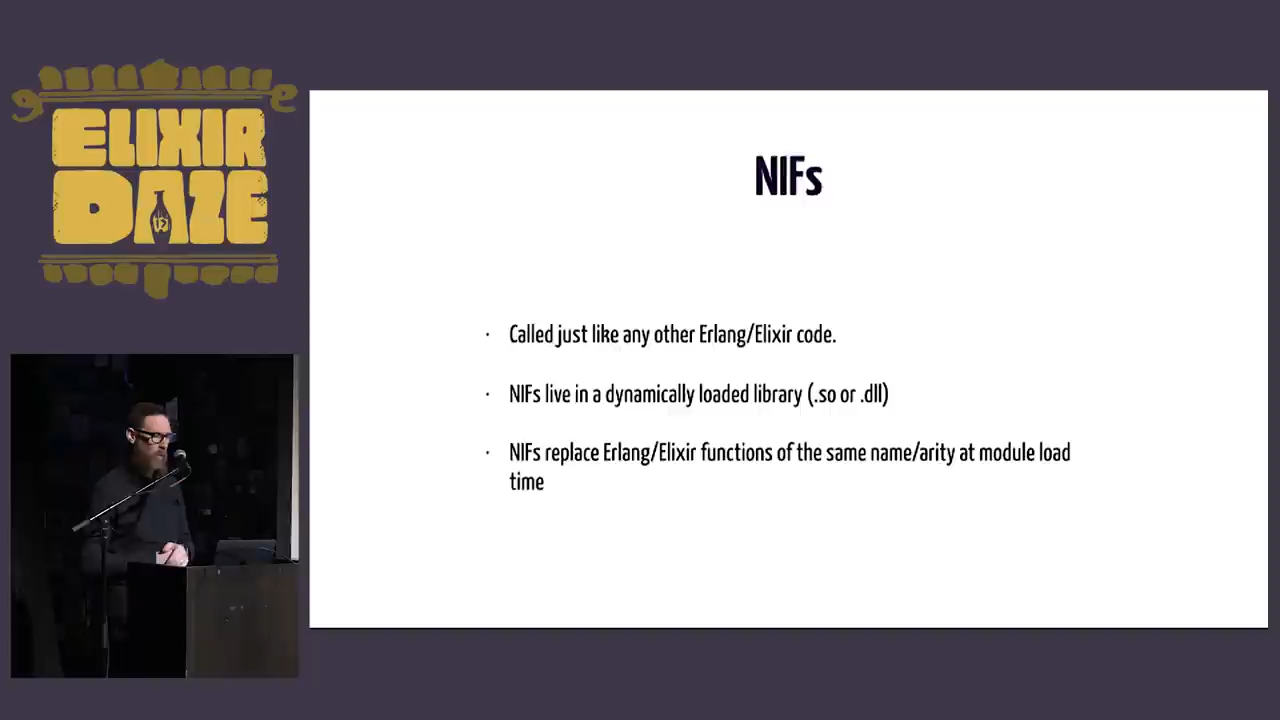 ELIXIR
DAZE
NIFs
· Called just like any other Erlang/Elixir code.
· NIFs live in a dynamically loaded library (.so or .dll)
· NIFs replace Erlang/Elixir functions of the same name/arity at module load
time